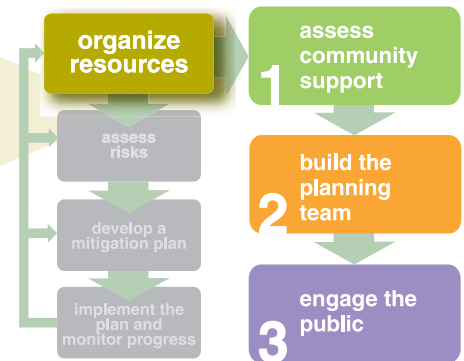 organize
resources
assess
risks
develop a
mitigation plan
implement the
plan and
monitor progress
1
assess
community
support
2
build the
planning
team
3
engage the
public